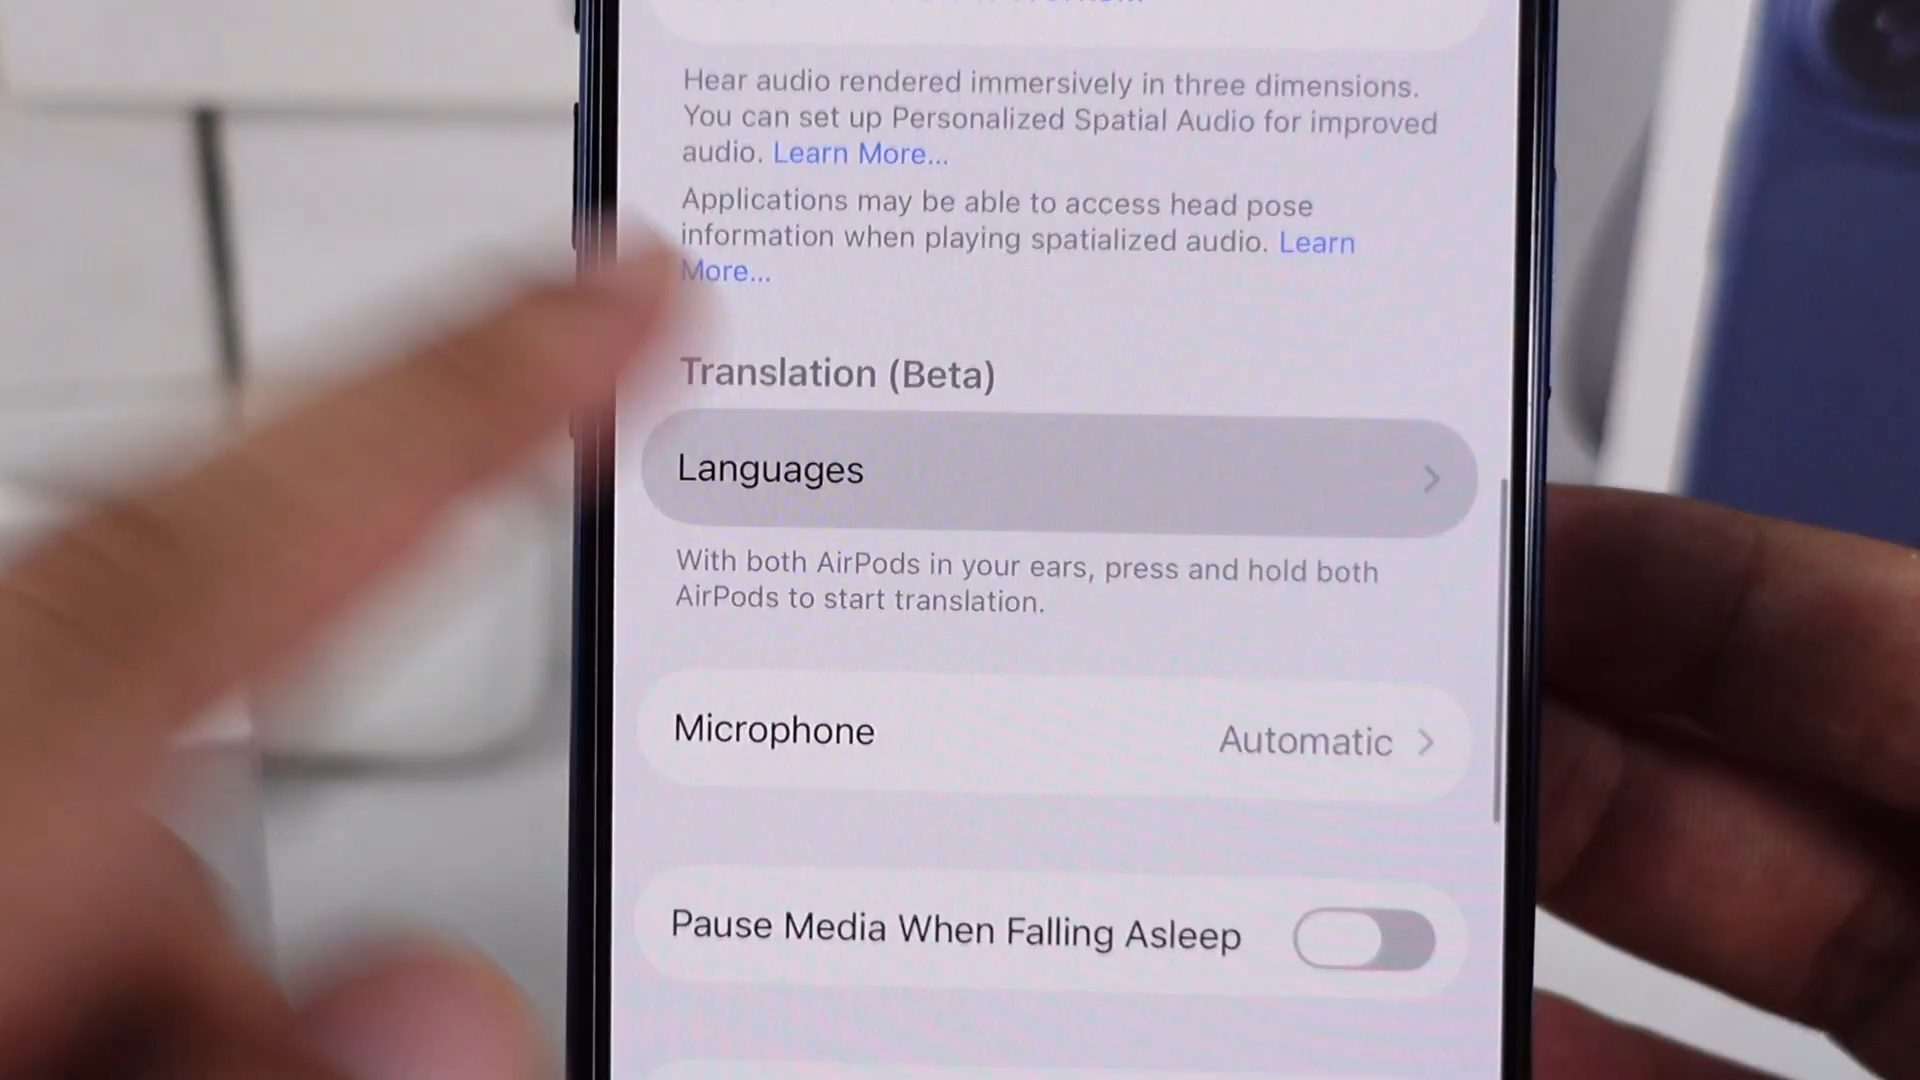 Hear audio rendered immersively in three dimensions.
You can set up Personalized Spatial Audio for improved
audio. Learn More...
Applications may be able to access head pose
information when playing spatialized audio. Learn
More...
Translation (Beta)
Languages
With both AirPods in your ears, press and hold both
AirPods to start translation.
Microphone Automatic
Pause Media When Falling Asleep